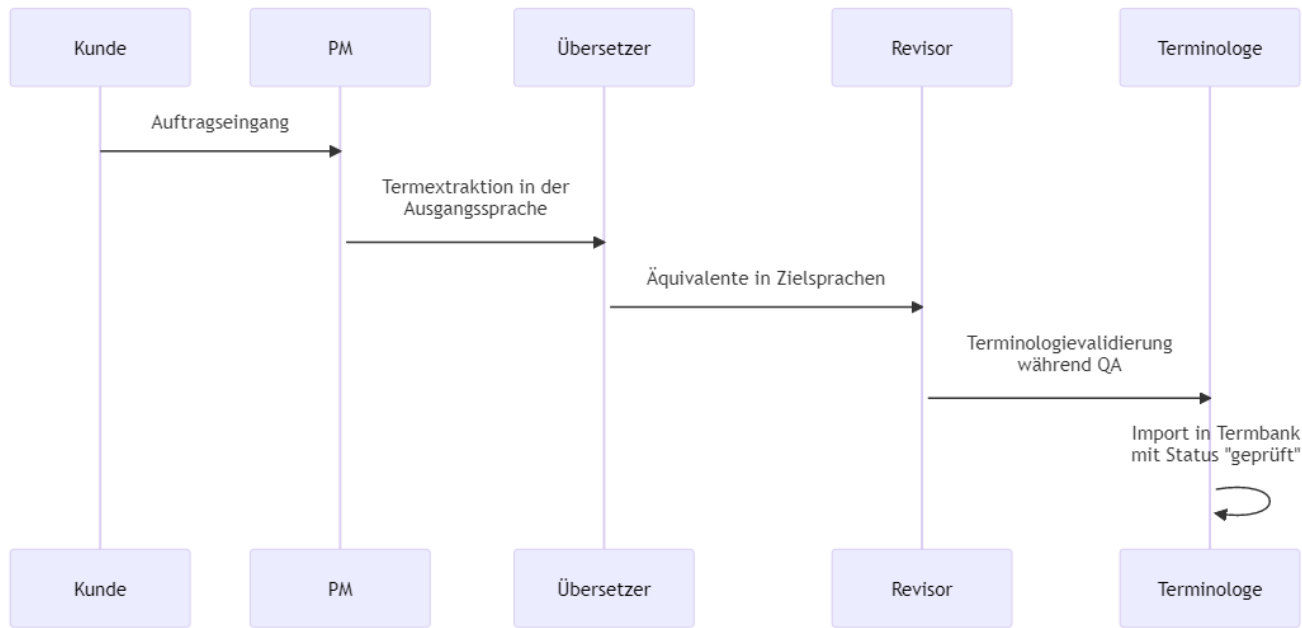 Kunde
PM
Übersetzer
Revisor
Terminologe
Auftragseingang
Termextraktion in der
Ausgangssprache
Äquivalente in Zielsprachen
Terminologievalidierung
während QA
Import in Termbank
mit Status "geprüft"
Kunde
PM
Übersetzer
Revisor
Terminologe